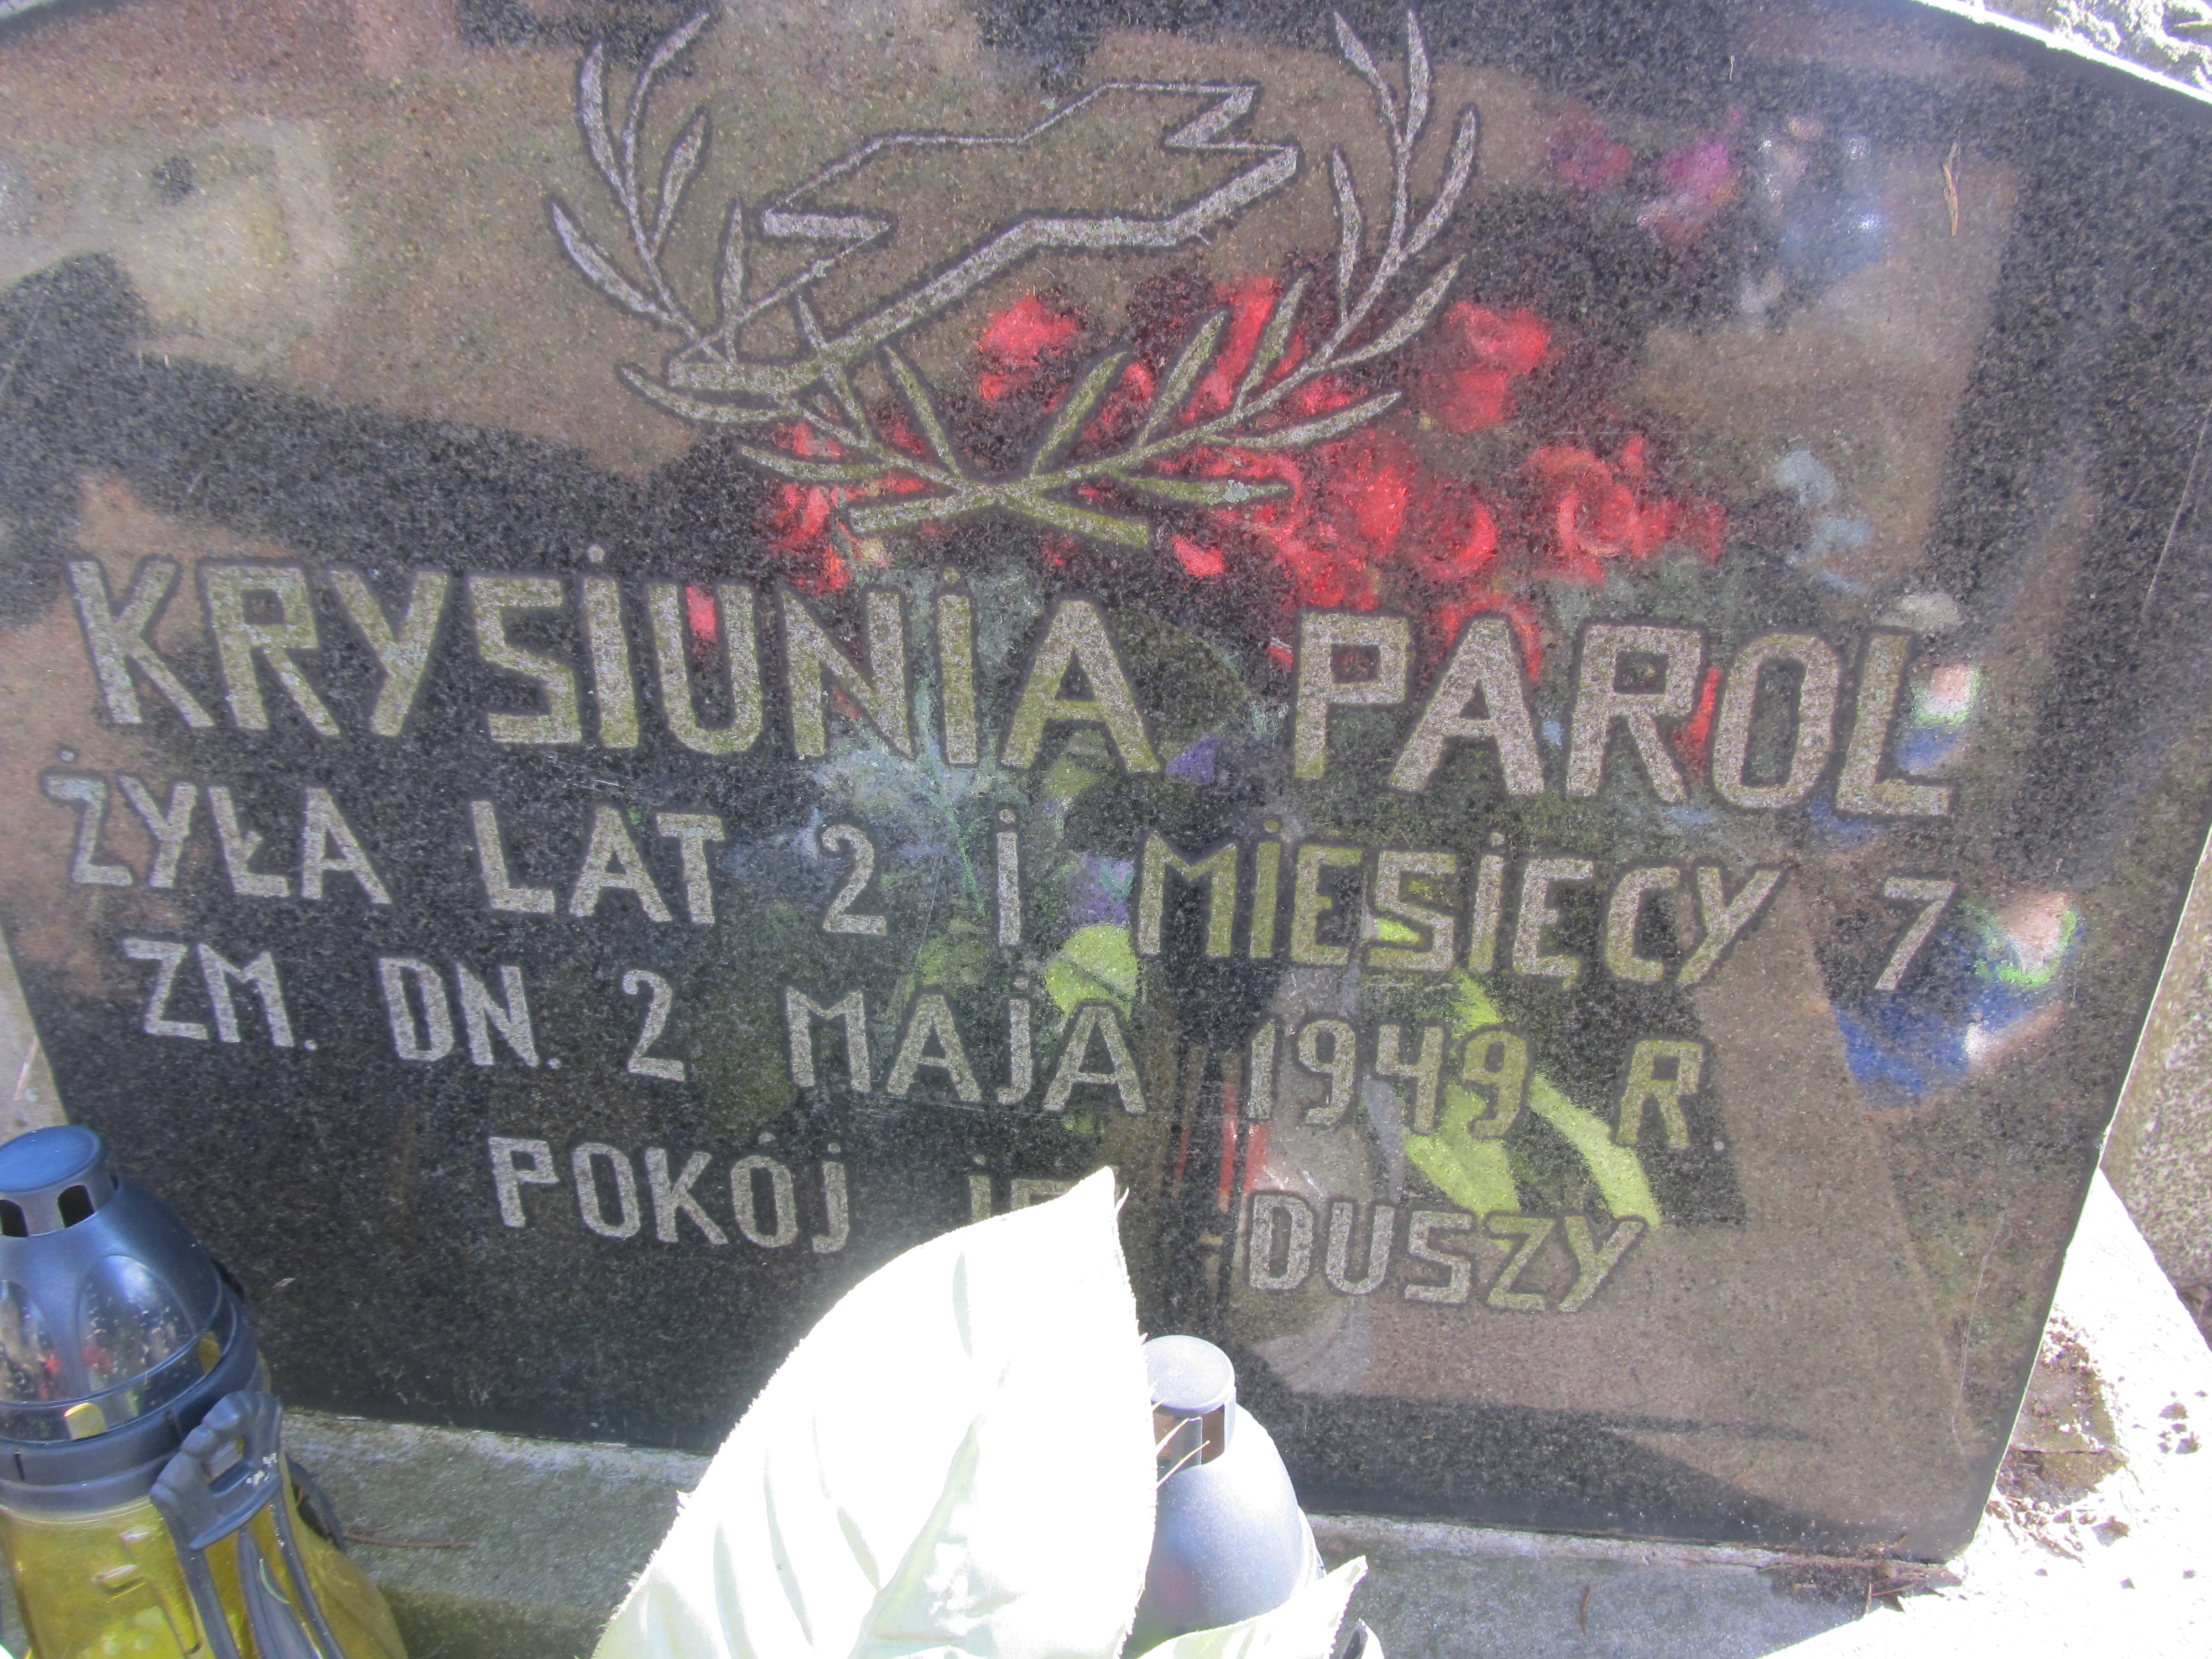 KRYSIUNIA PAROL
ŻYŁA LAT 2 i MIESIĘCY 7
ZM. DN. 2 MAJA 1949 R.
POKÓJ DUSZY